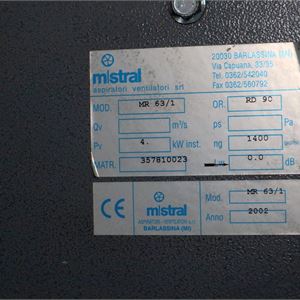 mistral
aspiratori ventilatori srl
20030 BARLASSINA (MI)
Via Capuana, 33/35
Tel. 0362/542040
Fax 0362/560792
MOD. MR 63/1 OR. RD 90
Qv m³/s ps Pa
Pv 4. kW inst. ng 1400
MATR. 357810023 0.0 dB
CE mistral
ASPIRATORI - VENTILATORI s.r.l.
BARLASSINA (MI)
Mod. MR 63/1
Anno 2002